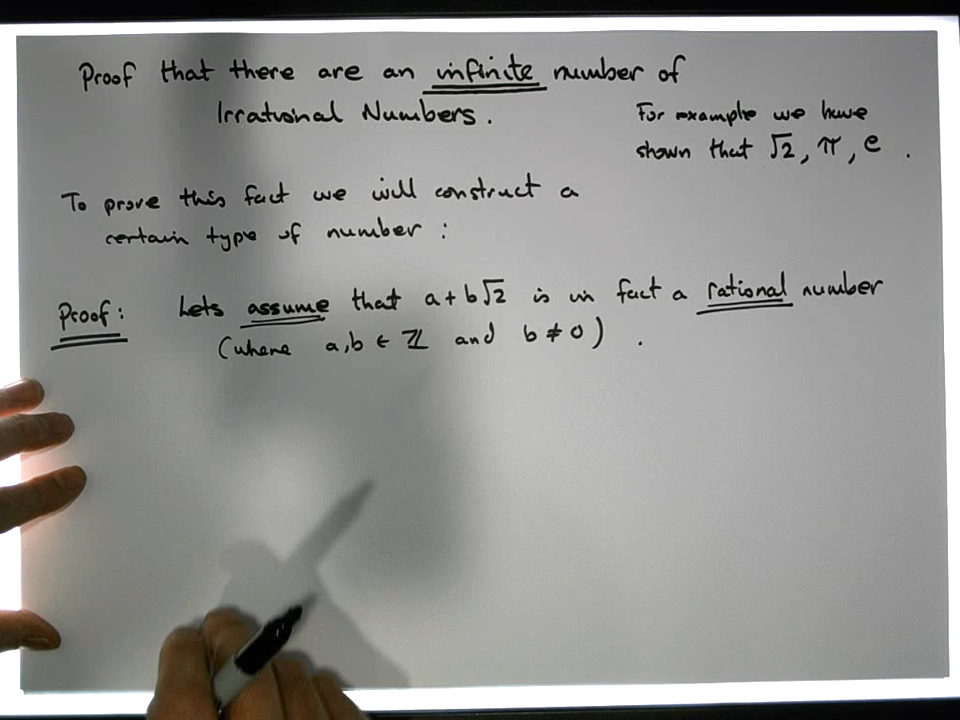 Proof that there are an infinite number of
Irrational Numbers.
For example we have
shown that √2, π, e .
To prove this fact we will construct a
certain type of number :
Proof: Lets assume that a + b√2 is in fact a rational number
(where a,b ∈ ℤ and b ≠ 0) .